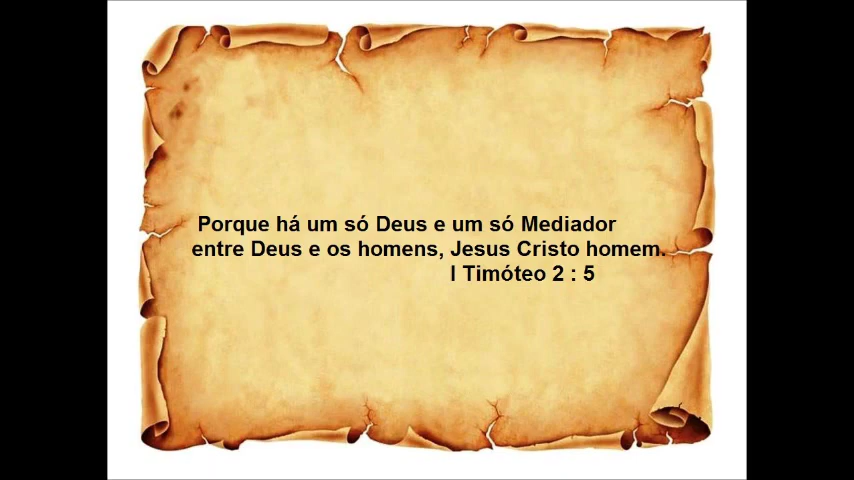 Porque há um só Deus e um só Mediador
entre Deus e os homens, Jesus Cristo homem.
I Timóteo 2 : 5